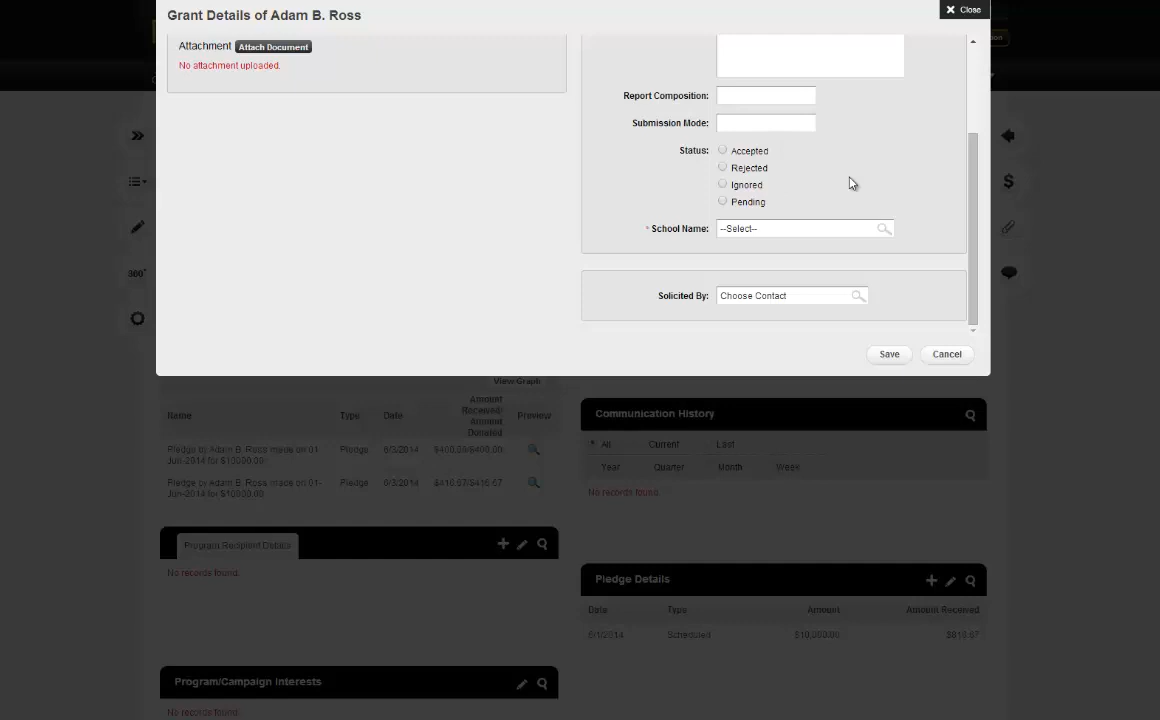 Grant Details of Adam B. Ross
Close
Attachment Attach Document
No attachment uploaded.
Report Composition:
Submission Mode:
Status:
Accepted
Rejected
Ignored
Pending
* School Name: --Select--
Solicited By: Choose Contact
Save Cancel
360°
View Graph
Name Type Date Amount Received/ Amount Donated Preview
Pledge by Adam B. Ross made on 01-
Jun-2014 for $10000.00
Pledge 6/3/2014
Pledge by Adam B. Ross made on 01-
Jun-2014 for $10000.00
Pledge 6/3/2014 $416.67/$416.67
Communication History
* All Current Last
Year Quarter Month Week
No records found.
Program Recipient Details
No records found.
Pledge Details
Date Type Amount Amount Received
Scheduled $10,000.00
Program/Campaign Interests
No records found.